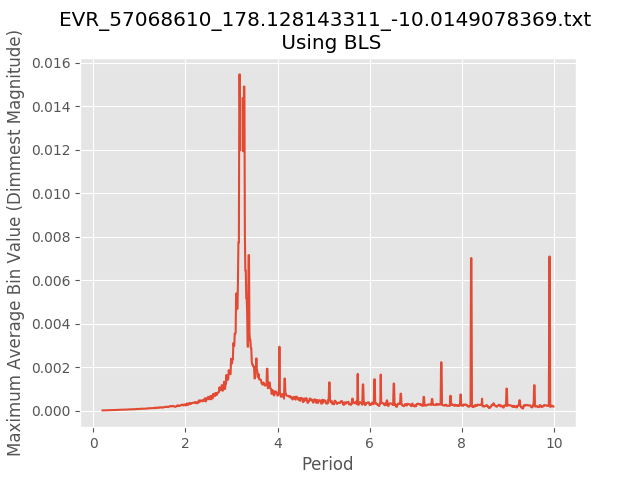 EVR_57068610_178.128143311_-10.0149078369.txt
Using BLS
Maximum Average Bin Value (Dimmest Magnitude)
0.016
0.014
0.012
0.010
0.008
0.006
0.004
0.002
0.000
0 2 4 6 8 10
Period